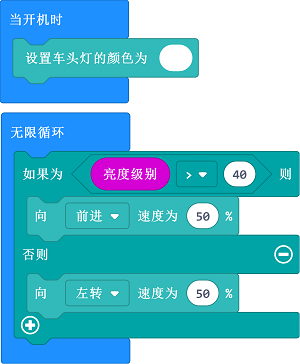 当开机时
设置车头灯的颜色为
无限循环
如果为 亮度级别 > 40 则
向 前进 速度为 50 %
否则
向 左转 速度为 50 %